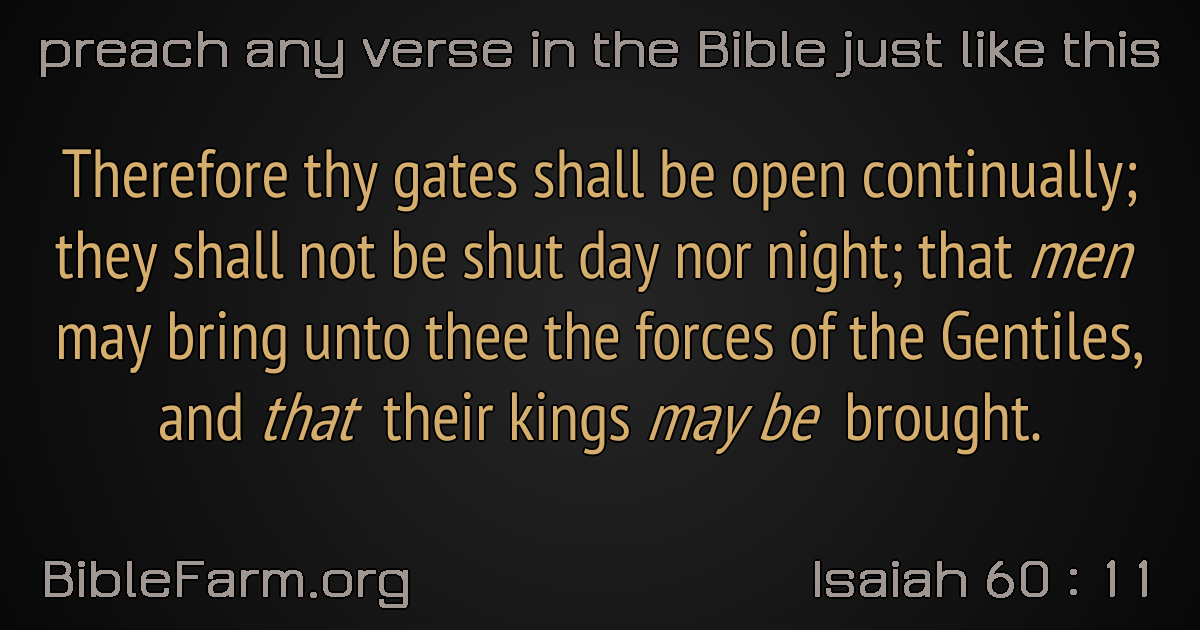 preach any verse in the Bible just like this
Therefore thy gates shall be open continually;
they shall not be shut day nor night; that men
may bring unto thee the forces of the Gentiles,
and that their kings may be brought.
BibleFarm.org
Isaiah 60 : 11